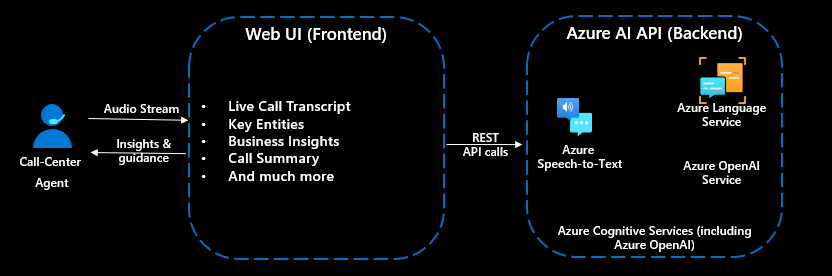 Web UI (Frontend)
Azure AI API (Backend)
Audio Stream
Insights &
guidance
Call-Center
Agent
• Live Call Transcript
• Key Entities
• Business Insights
• Call Summary
• And much more
REST
API calls
Azure
Speech-to-Text
Azure Language
Service
Azure OpenAI
Service
Azure Cognitive Services (including
Azure OpenAI)